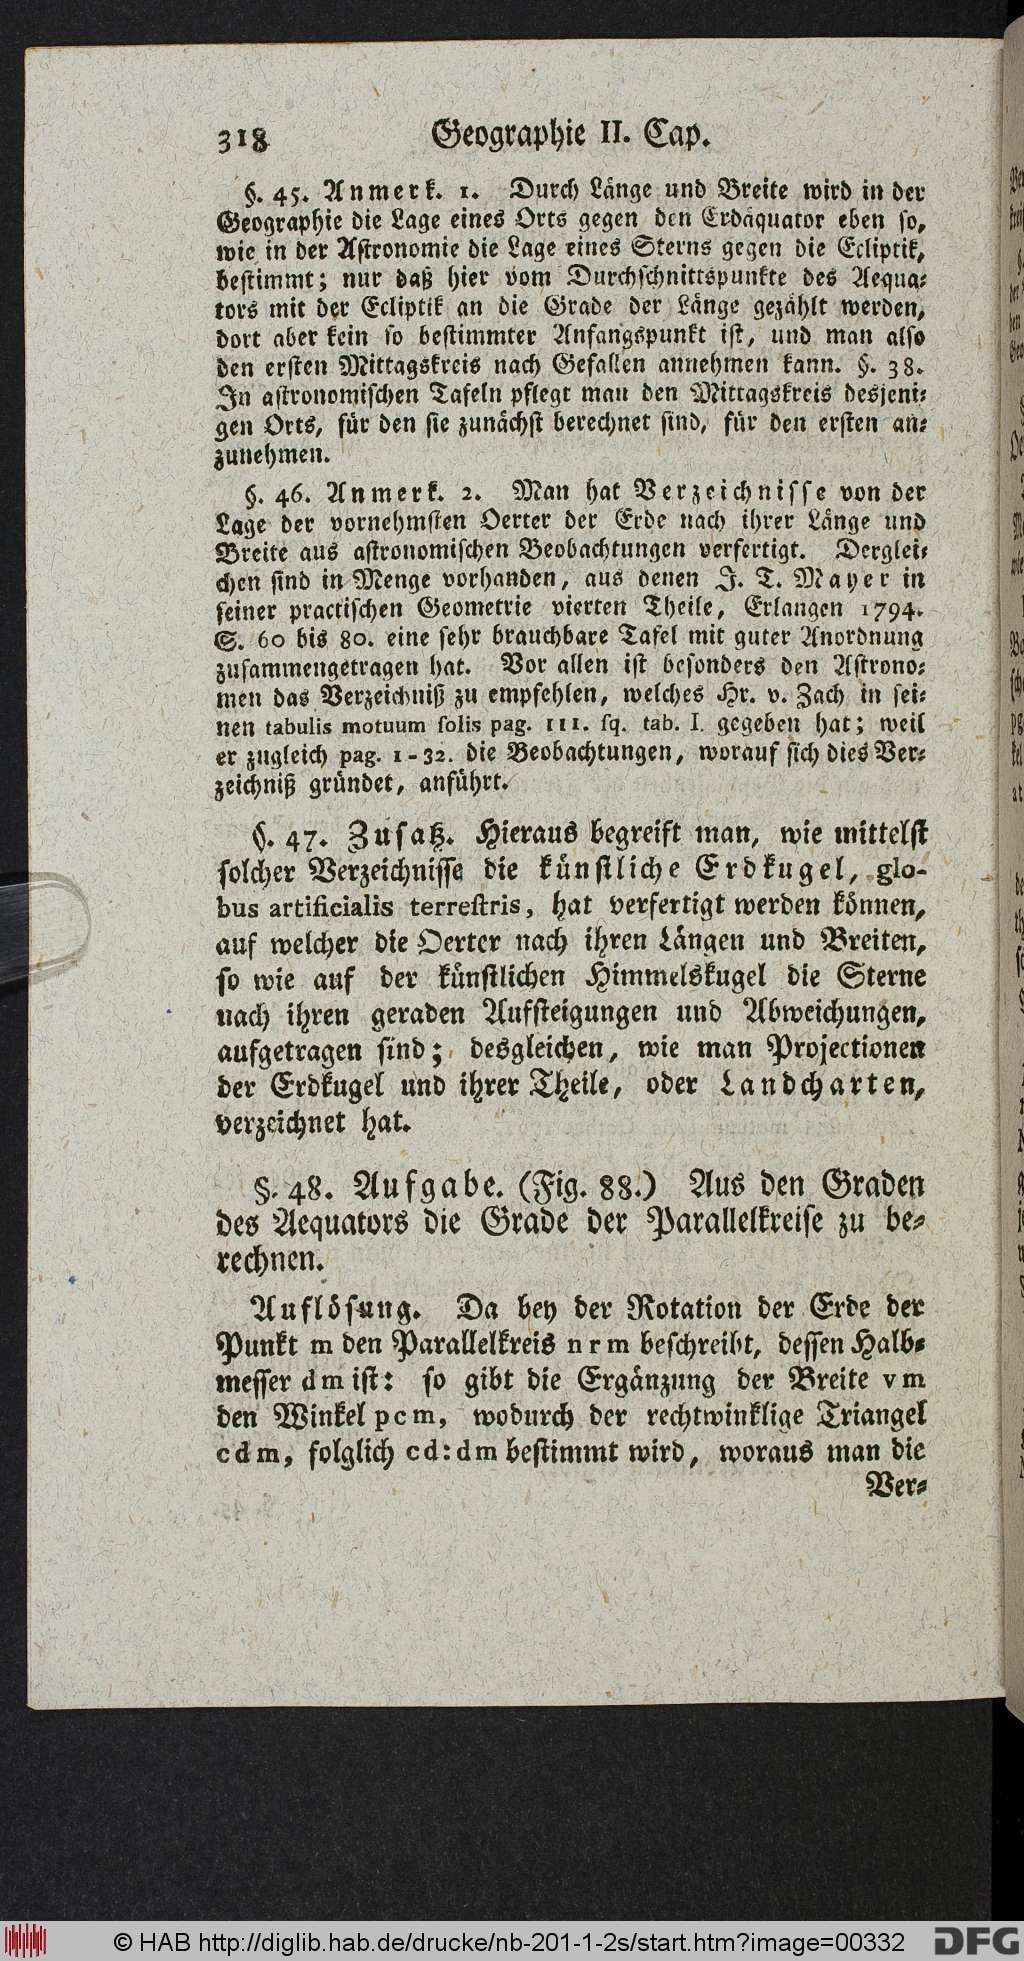 318 Geographie II. Cap.
§. 45. Anmerk. 1. Durch Länge und Breite wird in der
Geographie die Lage eines Orts gegen den Erdäquator eben so,
wie in der Astronomie die Lage eines Sterns gegen die Ecliptik,
bestimmt; nur daß hier vom Durchschnittspunkte des Aequa-
tors mit der Ecliptik an die Grade der Länge gezählt werden,
dort aber kein so bestimmter Anfangspunkt ist, und man also
den ersten Mittagskreis nach Gefallen annehmen kann. §. 38.
In astronomischen Tafeln pflegt man den Mittagskreis desjeni-
gen Orts, für den sie zunächst berechnet sind, für den ersten an-
zunehmen.
§. 46. Anmerk. 2. Man hat Verzeichnisse von der
Lage der vornehmsten Oerter der Erde nach ihrer Länge und
Breite aus astronomischen Beobachtungen verfertigt. Derglei-
chen sind in Menge vorhanden, aus denen J. T. Mayer in
seiner practischen Geometrie vierten Theile, Erlangen 1794.
S. 60 bis 80. eine sehr brauchbare Tafel mit guter Anordnung
zusammengetragen hat. Vor allen ist besonders den Astrono-
men das Verzeichniß zu empfehlen, welches Hr. v. Zach in sei-
nen tabulis motuum solis pag. III. sq. tab. I. gegeben hat; weil
er zugleich pag. 1-32. die Beobachtungen, worauf sich dies Ver-
zeichniß gründet, anführt.
§. 47. Zusatz. Hieraus begreift man, wie mittelst
solcher Verzeichnisse die künstliche Erdkugel, glo-
bus artificialis terrestris, hat verfertigt werden können,
auf welcher die Oerter nach ihren Längen und Breiten,
so wie auf der künstlichen Himmelskugel die Sterne
nach ihren geraden Aufsteigungen und Abweichungen,
aufgetragen sind; desgleichen, wie man Projectionen
der Erdkugel und ihrer Theile, oder Landcharten,
verzeichnet hat.
§. 48. Aufgabe. (Fig. 88.) Aus den Graden
des Aequators die Grade der Parallelkreise zu be-
rechnen.
Auflösung. Da bey der Rotation der Erde der
Punkt m den Parallelkreis n r m beschreibt, dessen Halb-
messer d m ist: so gibt die Ergänzung der Breite v m
den Winkel p c m, wodurch der rechtwinklige Triangel
c d m, folglich c d : d m bestimmt wird, woraus man die
Ver-
© HAB http://diglib.hab.de/drucke/nb-201-1-2s/start.htm?image=00332 DFG